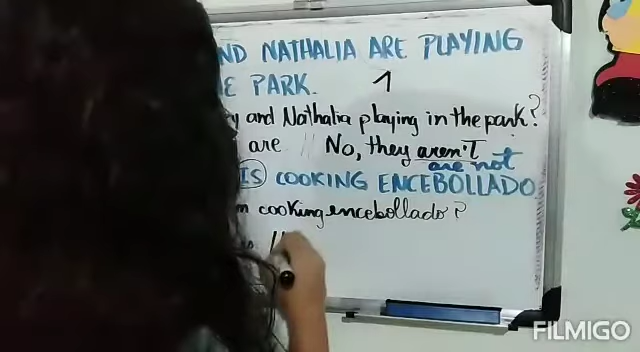 NATHALIA ARE PLAYING
PARK. 1
and Nathalia playing in the park?
are // No, they aren't
are not
IS COOKING ENCEBOLLADO
cooking encebollado?
FILMIGO